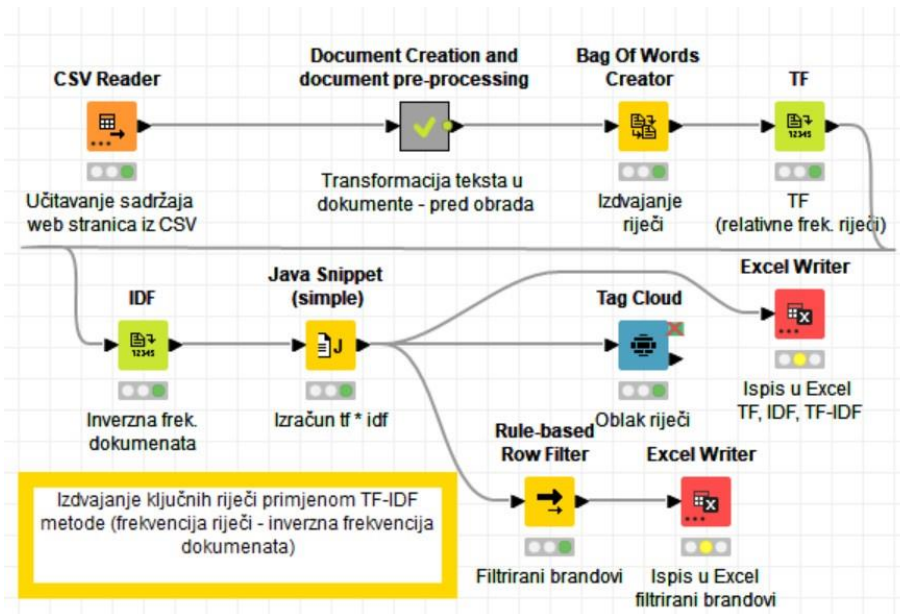 CSV Reader
Učitavanje sadržaja
web stranica iz CSV
Document Creation and
document pre-processing
Transformacija teksta u
dokumente - pred obrada
Bag Of Words
Creator
Izdvajanje
riječi
TF
12345
TF
(relativne frek. riječi)
IDF
12345
Inverzna frek.
dokumenata
Java Snippet
(simple)
J
Izračun tf * idf
Tag Cloud
Oblak riječi
Excel Writer
X
Ispis u Excel
TF, IDF, TF-IDF
Rule-based
Row Filter
Filtrirani brandovi
Excel Writer
X
Ispis u Excel
filtrirani brandovi
Izdvajanje ključnih riječi primjenom TF-IDF
metode (frekvencija riječi - inverzna frekvencija
dokumenata)